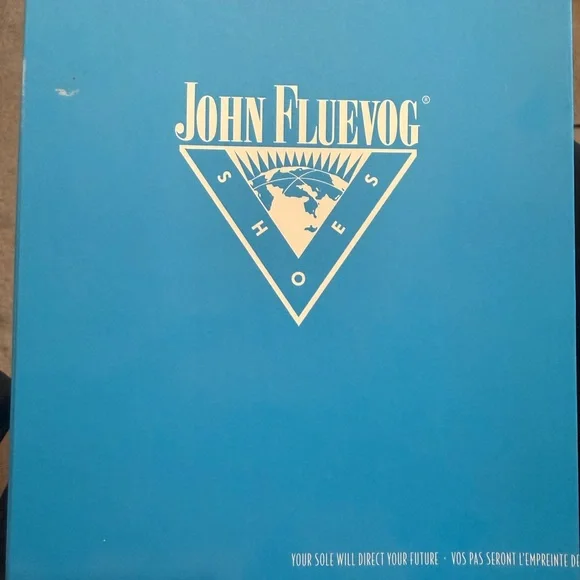 JOHN FLUEVOG®
SHOES
YOUR SOLE WILL DIRECT YOUR FUTURE · VOS PAS SERONT L'EMPREINTE DE